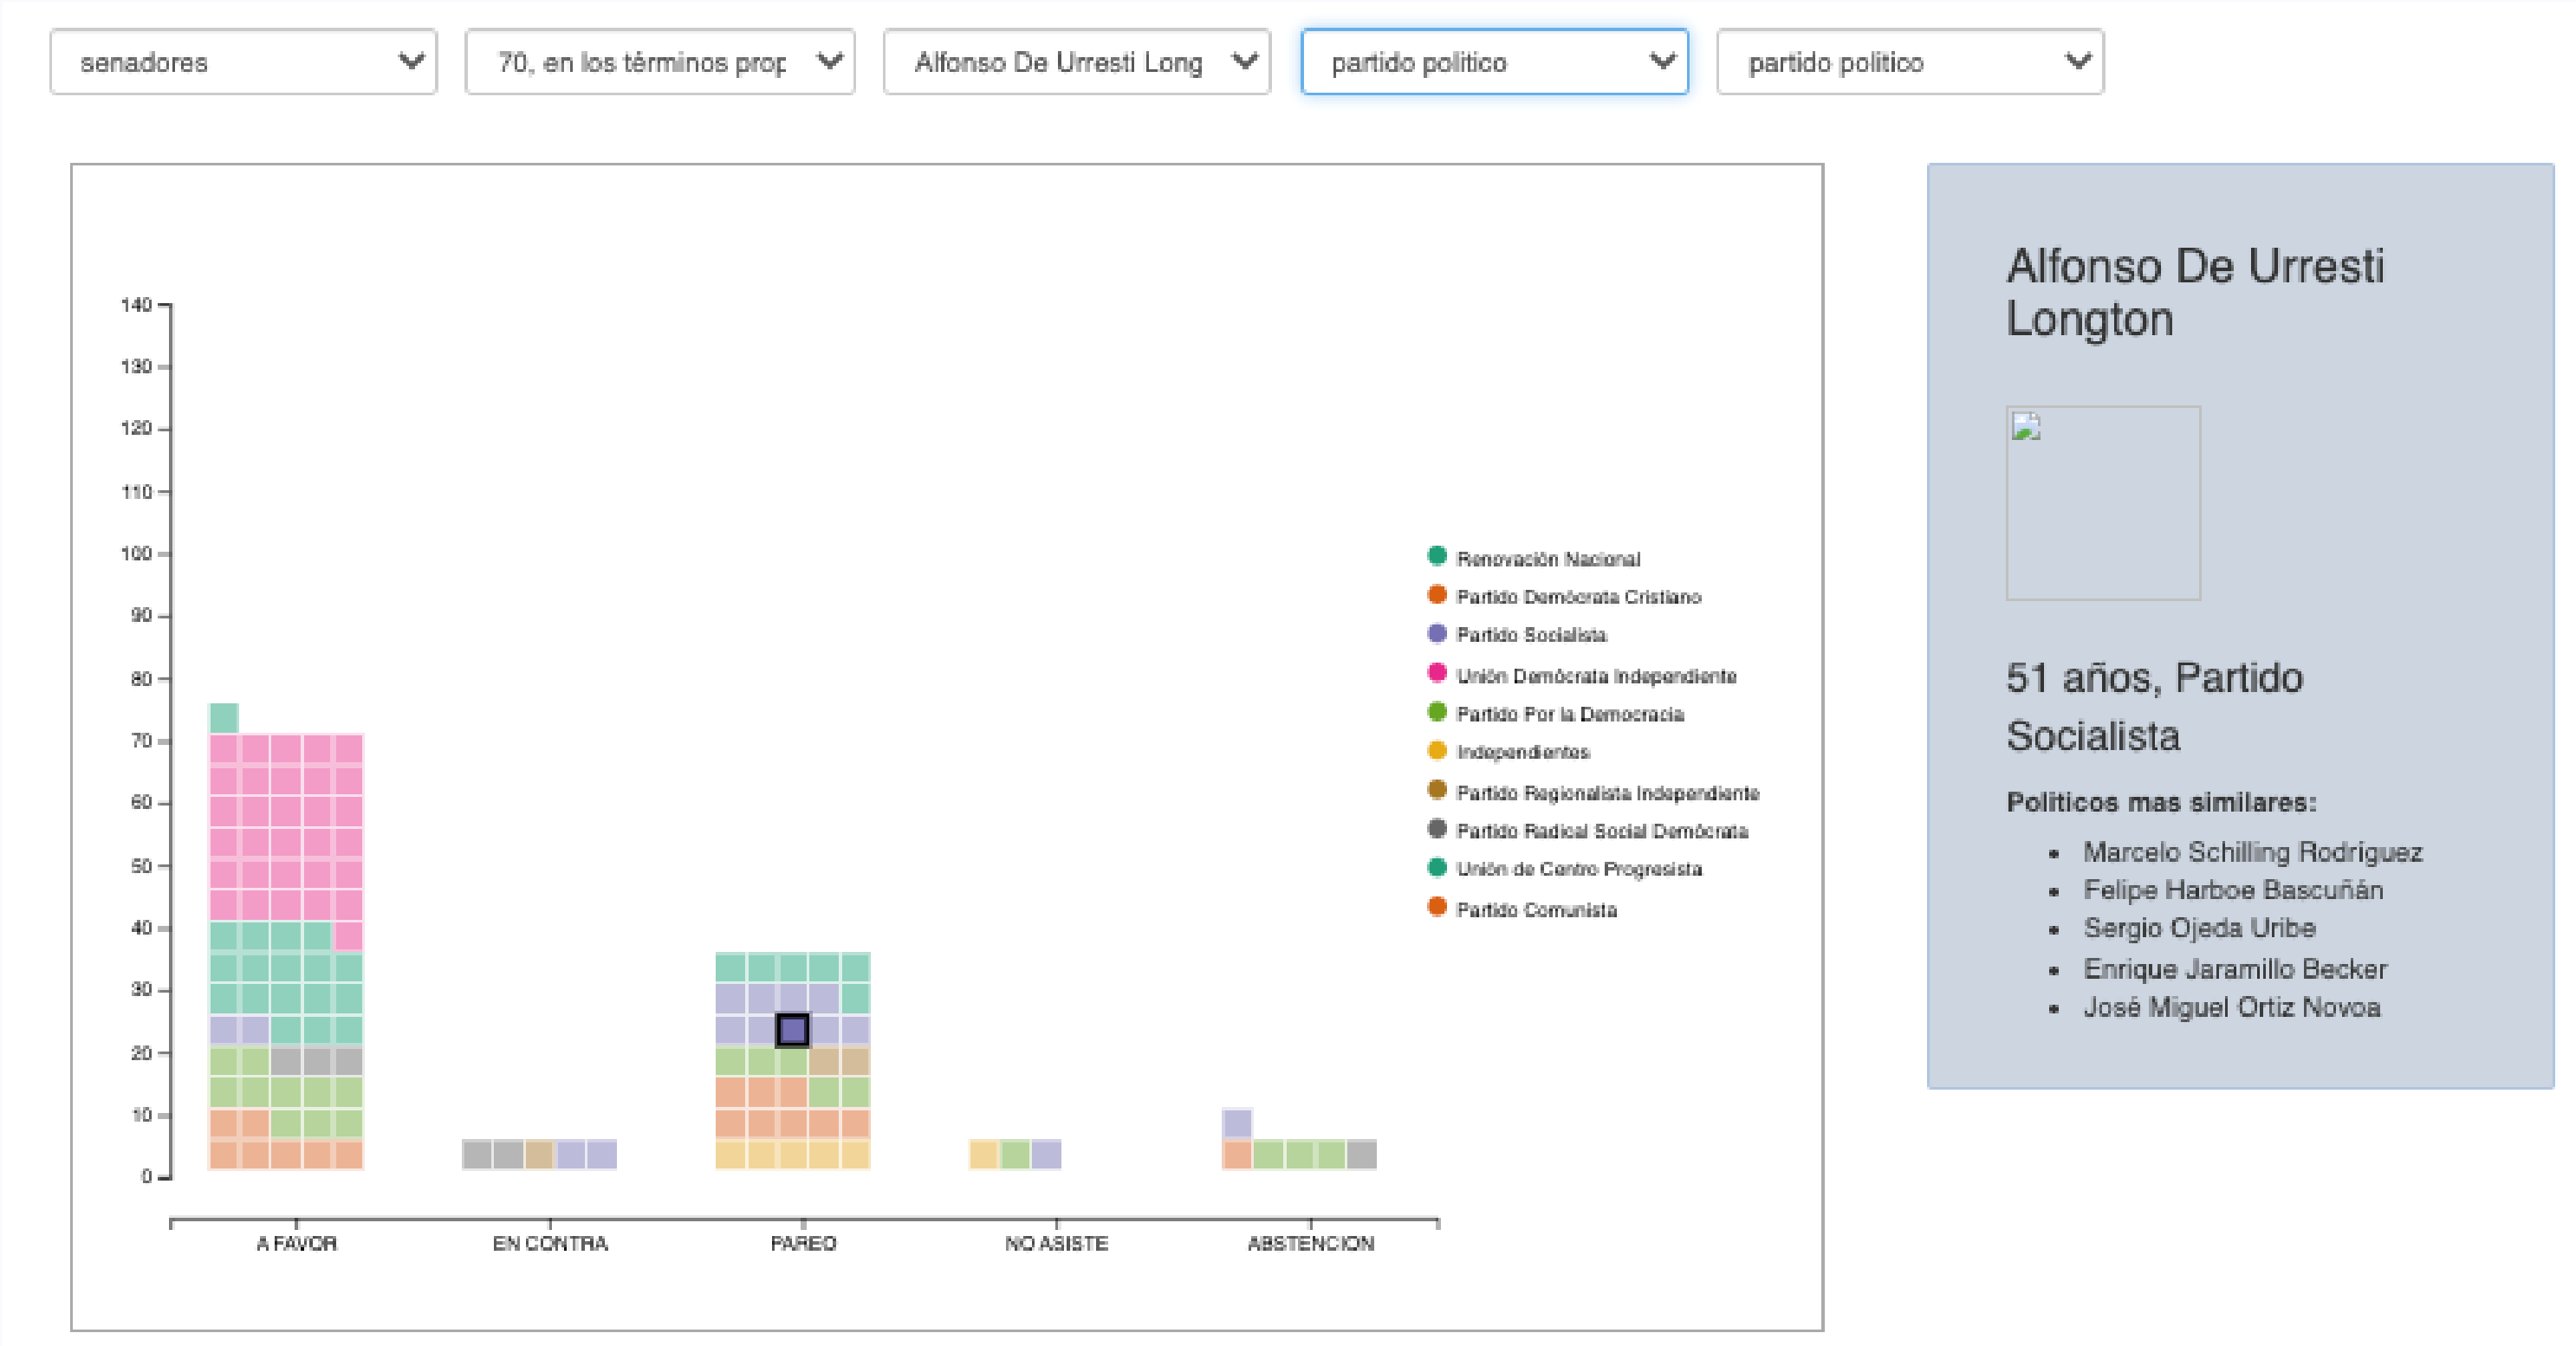 senadores
70, en los términos prop
Alfonso De Urresti Long
partido politico
partido politico
140
130
120
110
100
90
80
70
60
50
40
30
20
10
0
A FAVOR
EN CONTRA
PAREO
NO ASISTE
ABSTENCION
Renovación Nacional
Partido Demócrata Cristiano
Partido Socialista
Unión Demócrata Independiente
Partido Por la Democracia
Independientes
Partido Regionalista Independiente
Partido Radical Social Demócrata
Unión de Centro Progresista
Partido Comunista
Alfonso De Urresti
Longton
51 años, Partido
Socialista
Politicos mas similares:
Marcelo Schilling Rodríguez
Felipe Harboe Bascuñán
Sergio Ojeda Uribe
Enrique Jaramillo Becker
José Miguel Ortiz Novoa